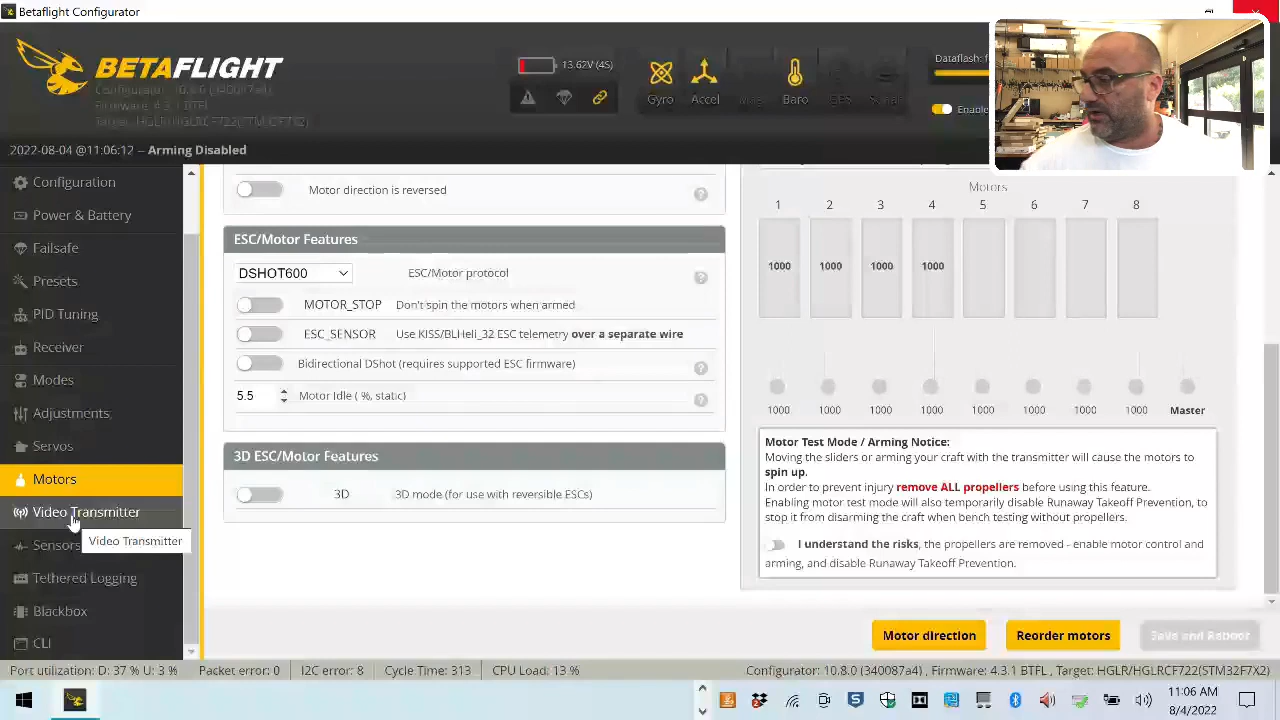 Betaflight Configurator
BETAFLIGHT
13.62V (4S)
Gyro
Accel
Baro
Dataflash: f
Enable
2022-08-04 @11:06:12 – Arming Disabled
Configuration
Power & Battery
Failsafe
Presets
PID Tuning
Receiver
Modes
Adjustments
Servos
Motors
Video Transmitter
Video Transmitter
Sensors
Tethered Logging
Blackbox
CLI
Motor direction is reversed
ESC/Motor Features
DSHOT600 ESC/Motor protocol
MOTOR_STOP Don't spin the motors when armed
ESC_SENSOR Use KISS/BLHeli_32 ESC telemetry over a separate wire
Bidirectional DShot (requires supported ESC firmware)
5.5 Motor Idle ( %, static)
3D ESC/Motor Features
3D 3D mode (for use with reversible ESCs)
Motors
1 2 3 4 5 6 7 8
1000 1000 1000 1000
1000 1000 1000 1000 1000 1000 1000 1000 Master
Motor Test Mode / Arming Notice:
Moving the sliders or arming your craft with the transmitter will cause the motors to
spin up.
In order to prevent injury remove ALL propellers before using this feature.
Enabling motor test mode will also temporarily disable Runaway Takeoff Prevention, to
stop it from disarming the craft when bench testing without propellers.
I understand the risks, the propellers are removed - enable motor control and
arming, and disable Runaway Takeoff Prevention.
Motor direction
Reorder motors
Save and Reboot
Port utilization: D: 37 % U: 3 %
Packet error: 0
I2C error: 8
Cycle Time: 313
CPU Load: 13 %
Configurator: 10.8.0 (340087a4), Firmware: 4.3.1 BTFL, Target: HGLR/HGLRCF722(STM32F7X2)
11:06 AM
8/4/2022